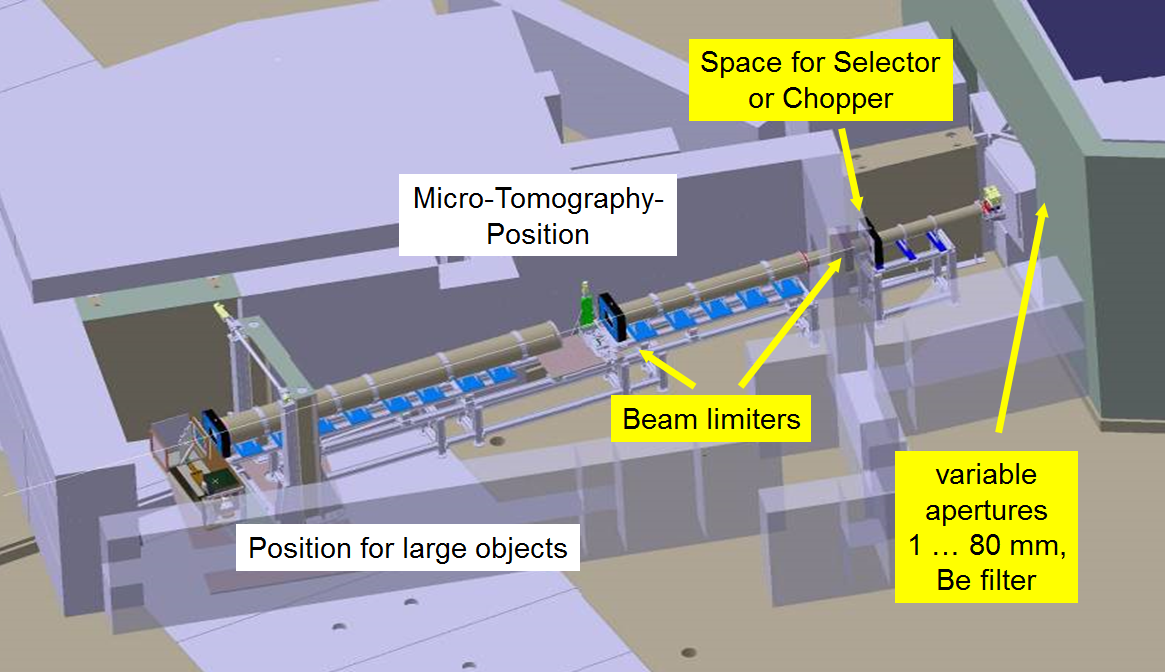 Space for Selector
or Chopper
Micro-Tomography-
Position
Beam limiters
variable
apertures
1 … 80 mm,
Be filter
Position for large objects